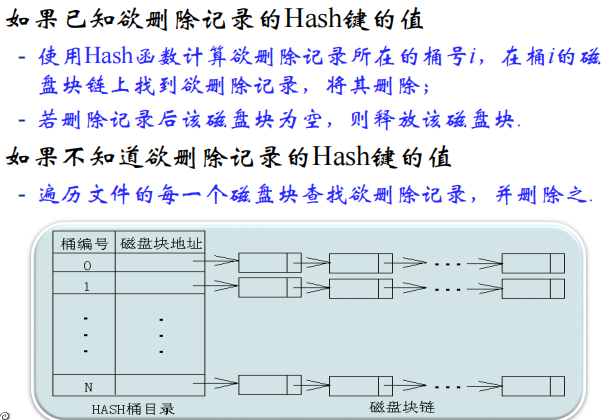 如果已知欲删除记录的Hash键的值
- 使用Hash函数计算欲删除记录所在的桶号i，在桶i的磁
盘块链上找到欲删除记录，将其删除；
- 若删除记录后该磁盘块为空，则释放该磁盘块.
如果不知道欲删除记录的Hash键的值
- 遍历文件的每一个磁盘块查找欲删除记录，并删除之.
桶编号 磁盘块地址
0
1
N
HASH桶目录 磁盘块链